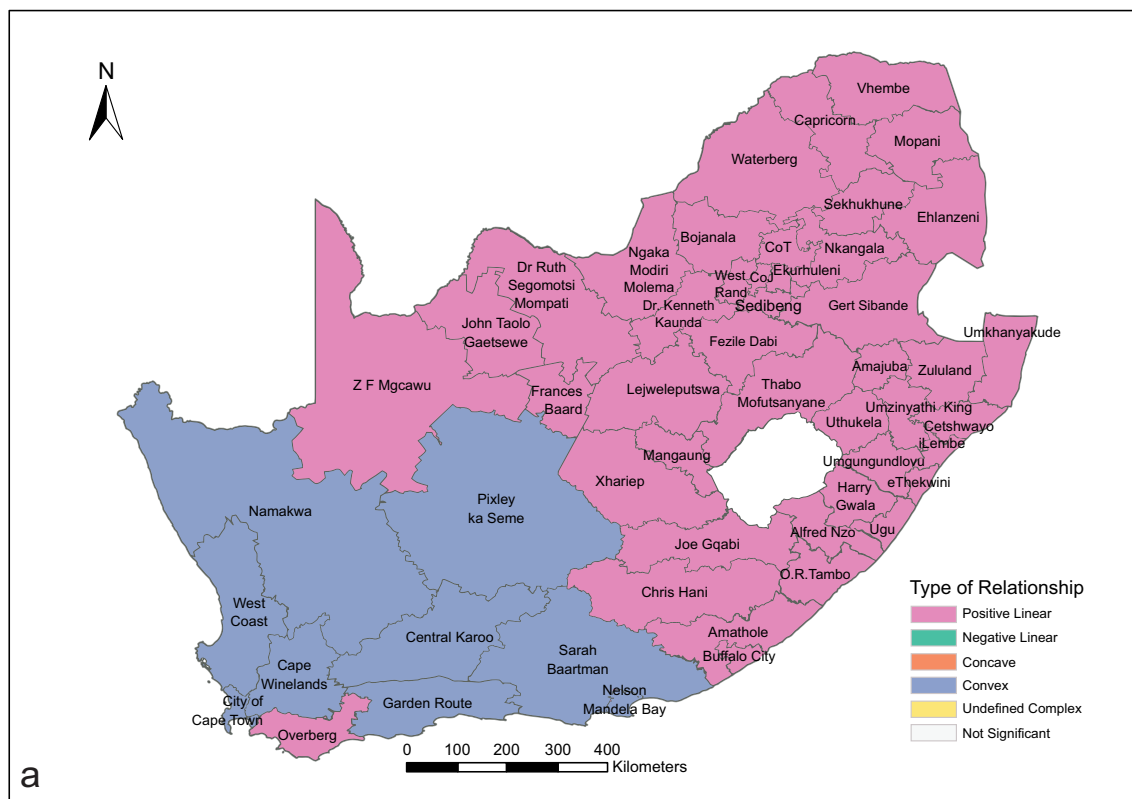 N
Vhembe
Capricorn
Mopani
Waterberg
Sekhukhune
Ehlanzeni
Bojanala
CoT
Nkangala
Ngaka
Modiri
Molema
Dr Ruth
Segomotsi
Mompati
West
Rand
CoJ
Ekurhuleni
Dr. Kenneth
Kaunda
Sedibeng
Gert Sibande
Umkhanyakude
John Taolo
Gaetsewe
Fezile Dabi
Amajuba
Zululand
Z F Mgcawu
Frances
Baard
Lejweleputswa
Thabo
Mofutsanyane
Umzinyathi
King
Cetshwayo
Uthukela
iLembe
Mangaung
Umgungundlovu
Xhariep
eThekwini
Harry
Gwala
Pixley
ka Seme
Namakwa
Alfred Nzo
Ugu
Joe Gqabi
O.R.Tambo
Chris Hani
West
Coast
Central Karoo
Amathole
Buffalo City
Sarah
Baartman
Cape
Winelands
Nelson
Mandela Bay
City of
Cape Town
Garden Route
Overberg
Type of Relationship
Positive Linear
Negative Linear
Concave
Convex
Undefined Complex
Not Significant
0 100 200 300 400
Kilometers
a